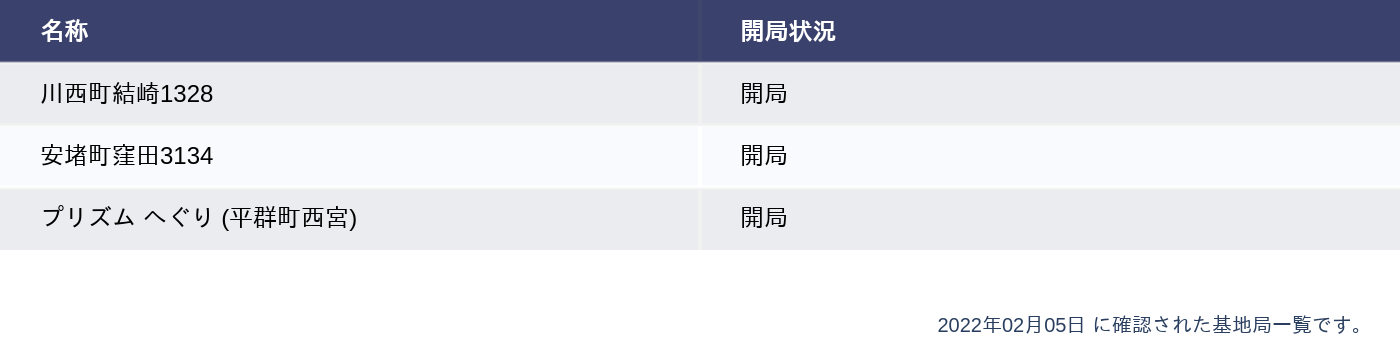 名称 開局状況
川西町結崎1328 開局
安堵町窪田3134 開局
プリズム へぐり (平群町西宮) 開局
2022年02月05日 に確認された基地局一覧です。